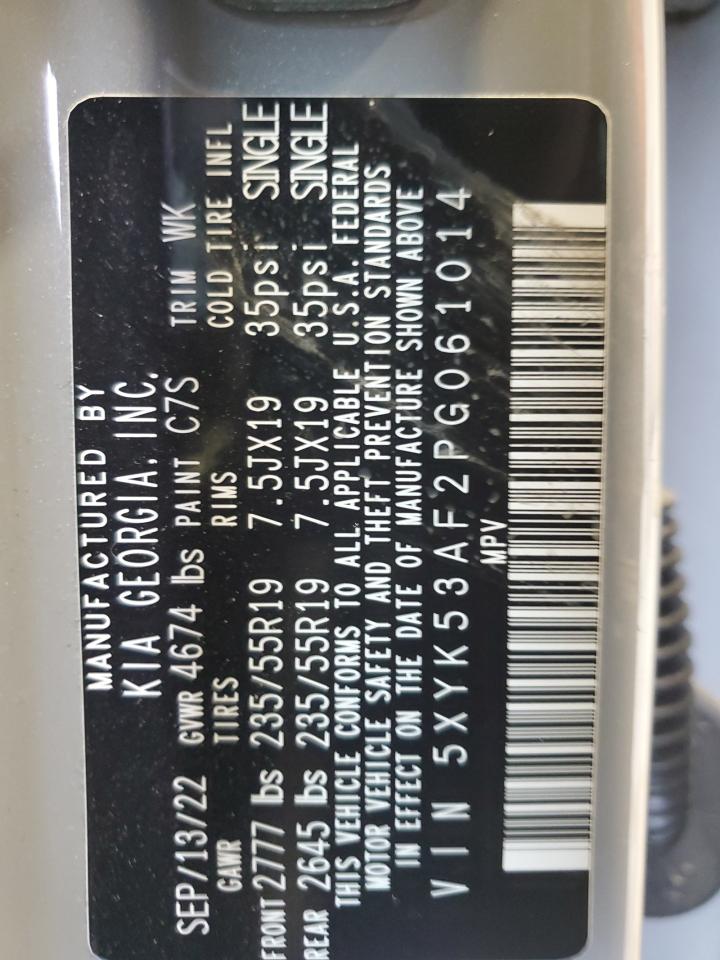 MANUFACTURED BY
KIA GEORGIA, INC.
SEP/13/22 GVWR 4674 lbs PAINT C7S TRIM WK
GAWR TIRES RIMS COLD TIRE INFL
FRONT 2777 lbs 235/55R19 7.5JX19 35psi SINGLE
REAR 2645 lbs 235/55R19 7.5JX19 35psi SINGLE
THIS VEHICLE CONFORMS TO ALL APPLICABLE U.S.A. FEDERAL
MOTOR VEHICLE SAFETY AND THEFT PREVENTION STANDARDS
IN EFFECT ON THE DATE OF MANUFACTURE SHOWN ABOVE
VIN 5XYK53AF2PG061014
MPV